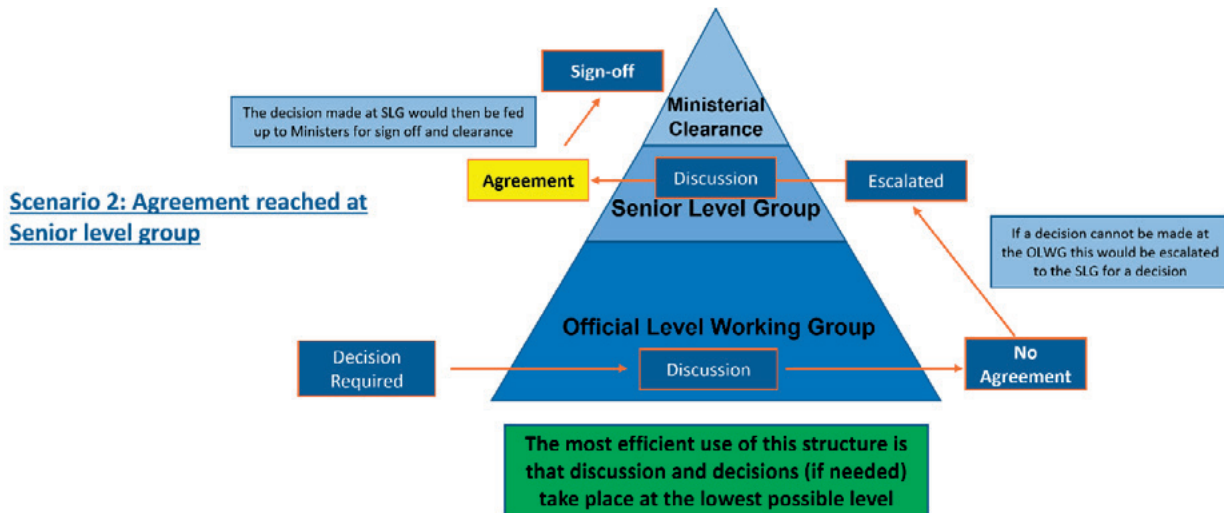 Sign-off
The decision made at SLG would then be fed
up to Ministers for sign off and clearance
Ministerial
Clearance
Agreement
Discussion
Escalated
Senior Level Group
Scenario 2: Agreement reached at
Senior level group
If a decision cannot be made at
the OLWG this would be escalated
to the SLG for a decision
Official Level Working Group
Decision
Required
Discussion
No
Agreement
The most efficient use of this structure is
that discussion and decisions (if needed)
take place at the lowest possible level